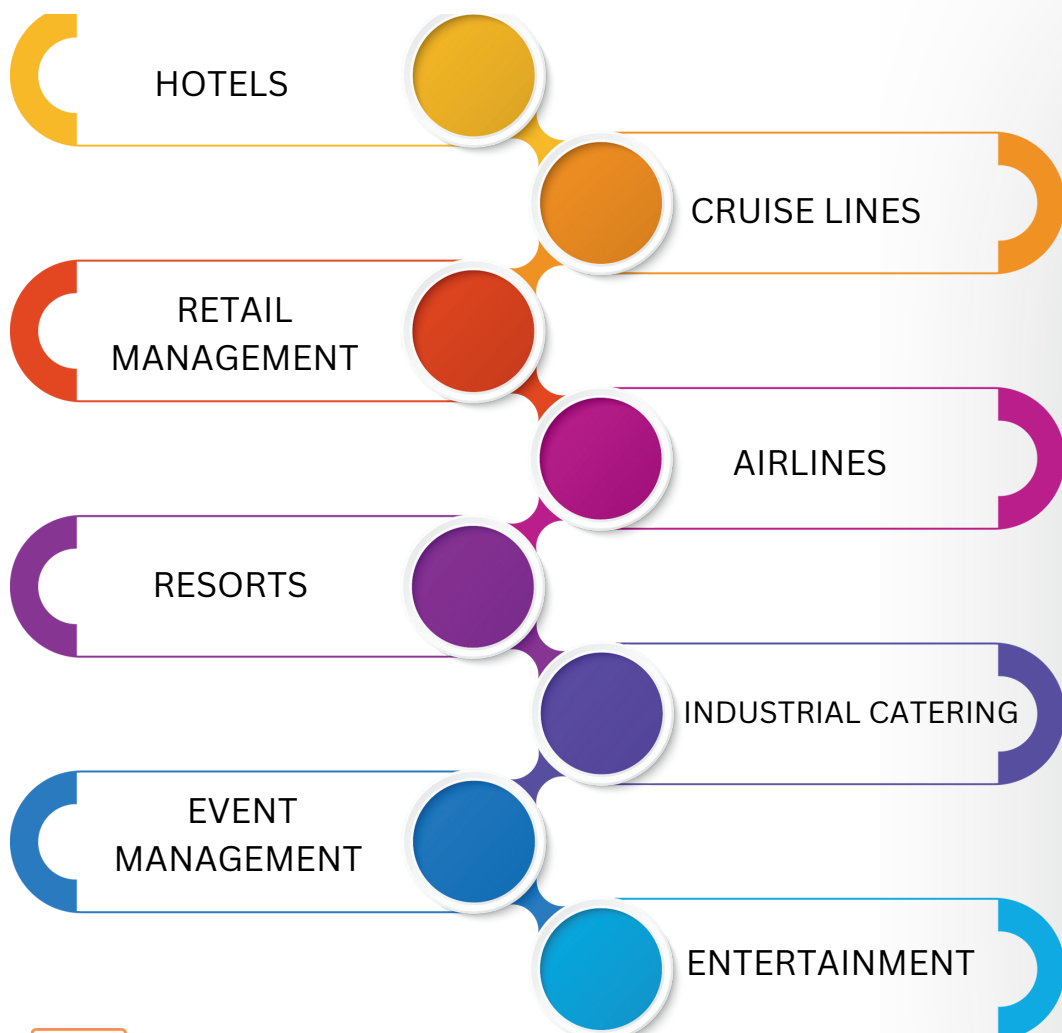 HOTELS
CRUISE LINES
RETAIL
MANAGEMENT
AIRLINES
RESORTS
INDUSTRIAL CATERING
EVENT
MANAGEMENT
ENTERTAINMENT